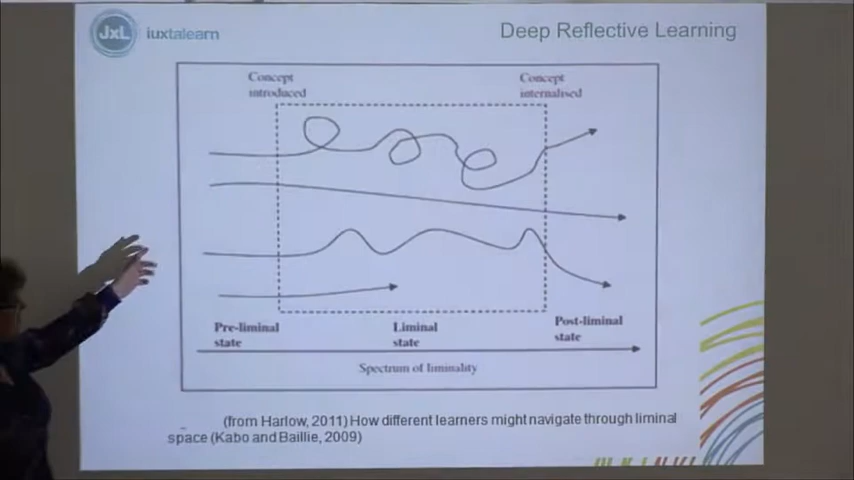 JxL
iuxtalearn
Deep Reflective Learning
Concept
introduced
Concept
internalised
Pre-liminal
state
Liminal
state
Post-liminal
state
Spectrum of liminality
(from Harlow, 2011) How different learners might navigate through liminal
space (Kabo and Baillie, 2009)